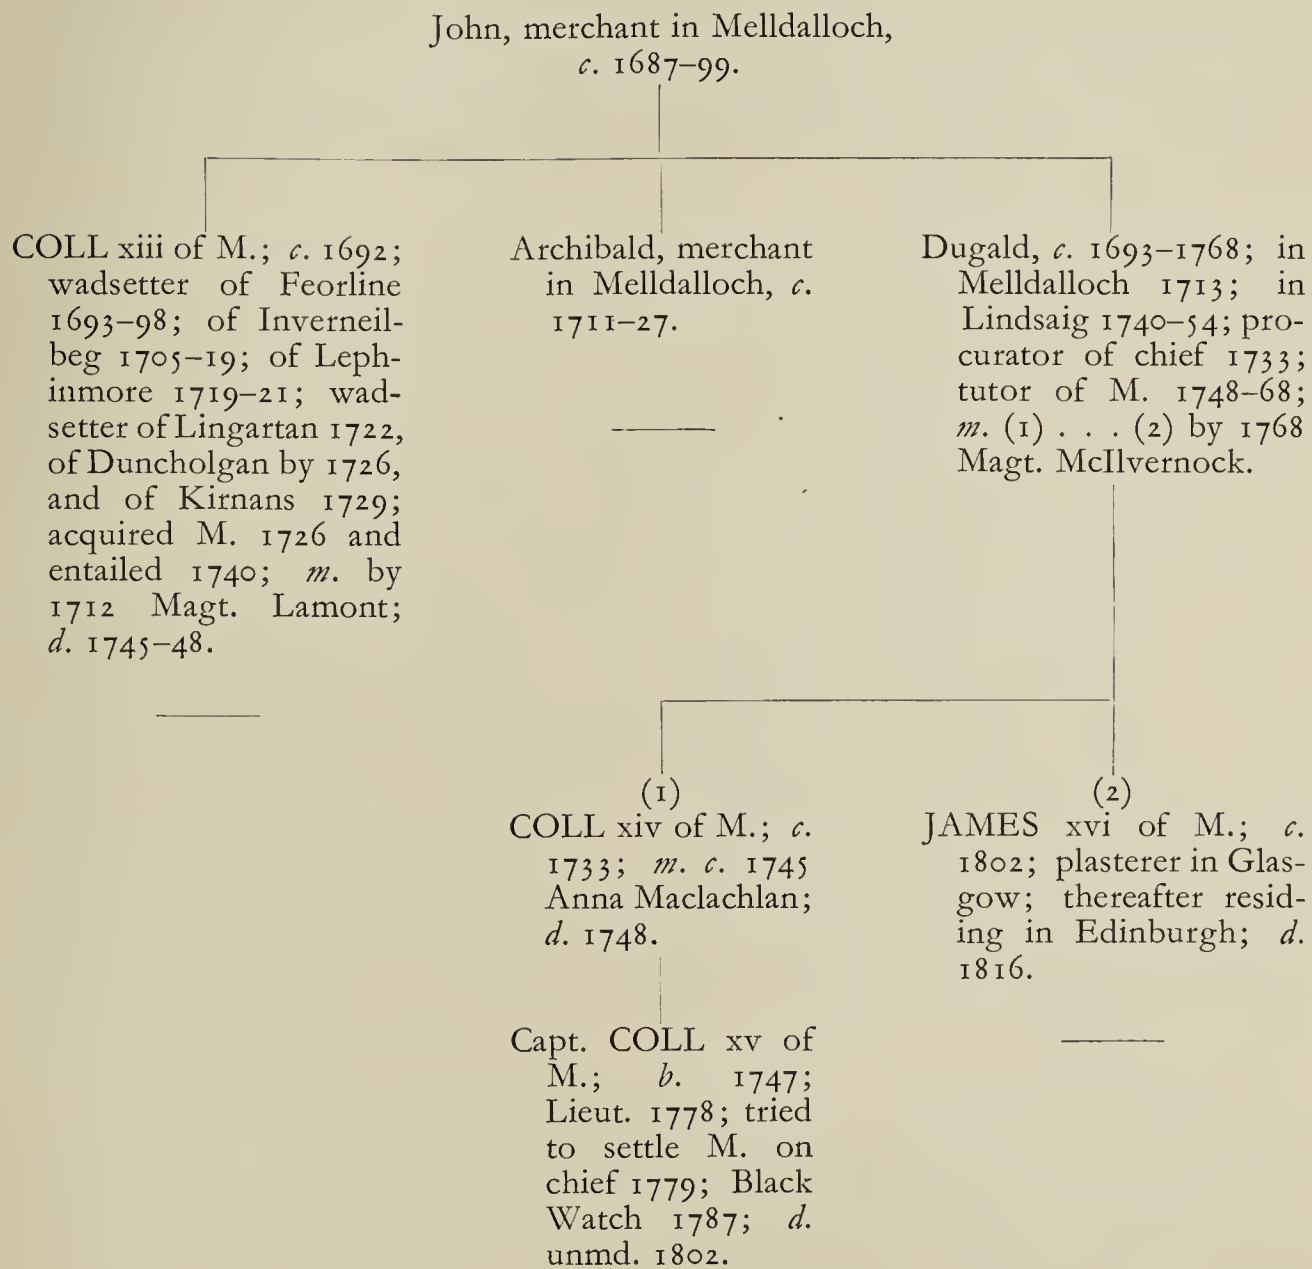 John, merchant in Melldalloch,
c. 1687–99.
COLL xiii of M.; c. 1692;
wadsetter of Feorline
1693–98; of Inverneil-
beg 1705–19; of Leph-
inmore 1719–21; wad-
setter of Lingartan 1722,
of Duncholgan by 1726,
and of Kirnans 1729;
acquired M. 1726 and
entailed 1740; m. by
1712 Magt. Lamont;
d. 1745–48.
Archibald, merchant
in Melldalloch, c.
1711–27.
Dugald, c. 1693–1768; in
Melldalloch 1713; in
Lindsaig 1740–54; pro-
curator of chief 1733;
tutor of M. 1748–68;
m. (1) . . . (2) by 1768
Magt. McIlvernock.
(1)
COLL xiv of M.; c.
1733; m. c. 1745
Anna Maclachlan;
d. 1748.
(2)
JAMES xvi of M.; c.
1802; plasterer in Glas-
gow; thereafter resid-
ing in Edinburgh; d.
1816.
Capt. COLL xv of
M.; b. 1747;
Lieut. 1778; tried
to settle M. on
chief 1779; Black
Watch 1787; d.
unmd. 1802.